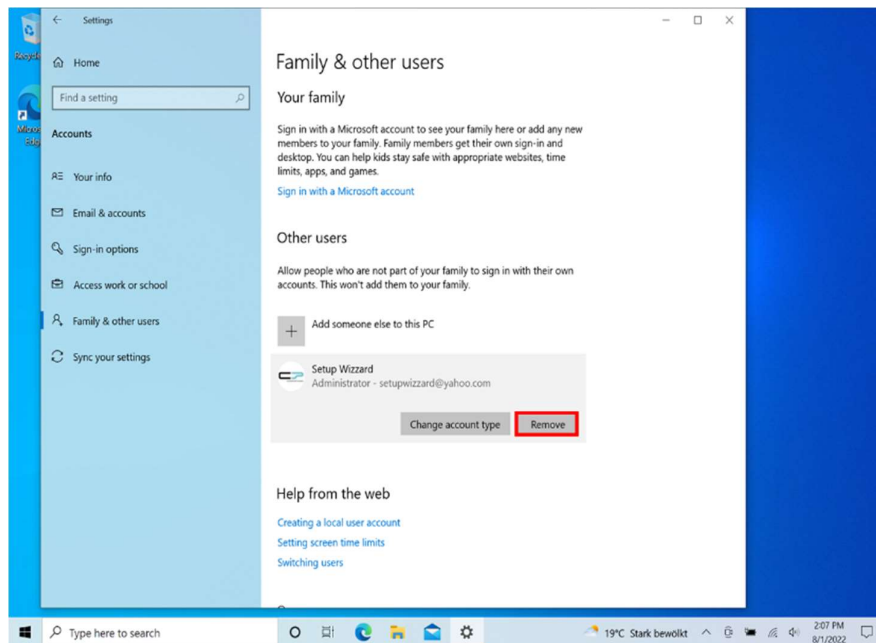 Settings
Home
Find a setting
Accounts
Your info
Email & accounts
Sign-in options
Access work or school
Family & other users
Sync your settings
Family & other users
Your family
Sign in with a Microsoft account to see your family here or add any new
members to your family. Family members get their own sign-in and
desktop. You can help kids stay safe with appropriate websites, time
limits, apps, and games.
Sign in with a Microsoft account
Other users
Allow people who are not part of your family to sign in with their own
accounts. This won't add them to your family.
Add someone else to this PC
Setup Wizzard
Administrator - setupwizzard@yahoo.com
Change account type
Remove
Help from the web
Creating a local user account
Setting screen time limits
Switching users
Type here to search
19°C Stark bewölkt
2:07 PM
8/1/2022